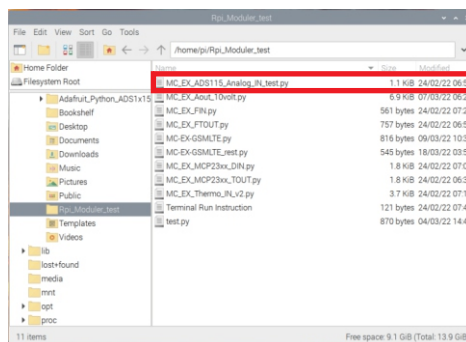 Rpi_Moduler_test
File Edit View Sort Go Tools
/home/pi/Rpi_Moduler_test
Home Folder
Filesystem Root
Adafruit_Python_ADS1x15
Bookshelf
Desktop
Documents
Downloads
Music
Pictures
Public
Rpi_Moduler_test
Templates
Videos
lib
lost+found
media
mnt
opt
proc
Name Size Modified
MC_EX_ADS115_Analog_IN_test.py 1.1 KiB 24/02/22 06:5
MC_EX_Aout_10volt.py 6.9 KiB 07/03/22 06:2
MC_EX_FIN.py 561 bytes 24/02/22 07:2
MC_EX_FTOUT.py 757 bytes 24/02/22 06:5
MC-EX-GSMLTE.py 816 bytes 09/03/22 10:3
MC-EX-GSMLTE_rest.py 545 bytes 18/03/22 03:5
MC_EX_MCP23xx_DIN.py 1.8 KiB 24/02/22 07:0
MC_EX_MCP23xx_TOUT.py 1.8 KiB 24/02/22 06:3
MC_EX_Thermo_IN_v2.py 3.7 KiB 24/02/22 07:1
Terminal Run Instruction 121 bytes 24/02/22 07:4
test.py 870 bytes 04/03/22 14:4
11 items
Free space: 9.1 GiB (Total: 13.9 GiB